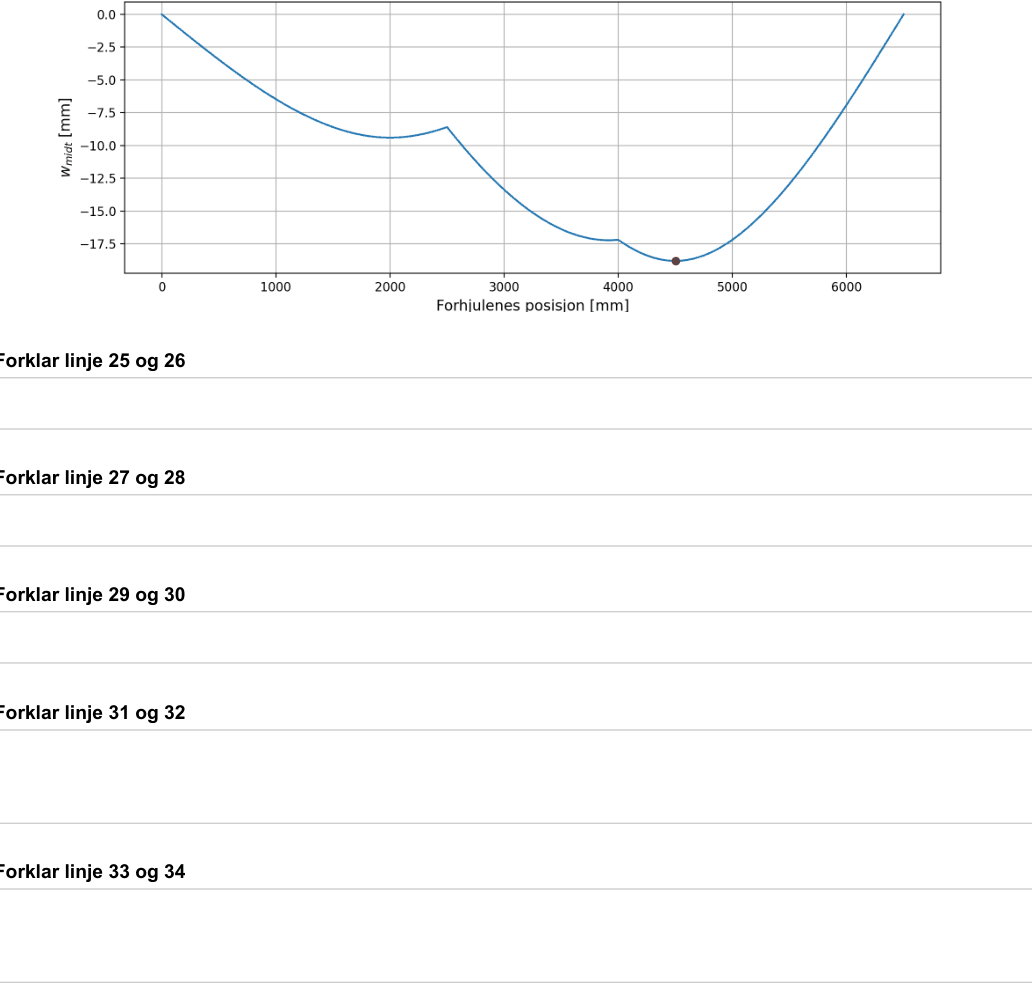 0.0
−2.5
−5.0
−7.5
−10.0
−12.5
−15.0
−17.5
w_midt [mm]
0 1000 2000 3000 4000 5000 6000
Forhjulenes posisjon [mm]
Forklar linje 25 og 26
Forklar linje 27 og 28
Forklar linje 29 og 30
Forklar linje 31 og 32
Forklar linje 33 og 34